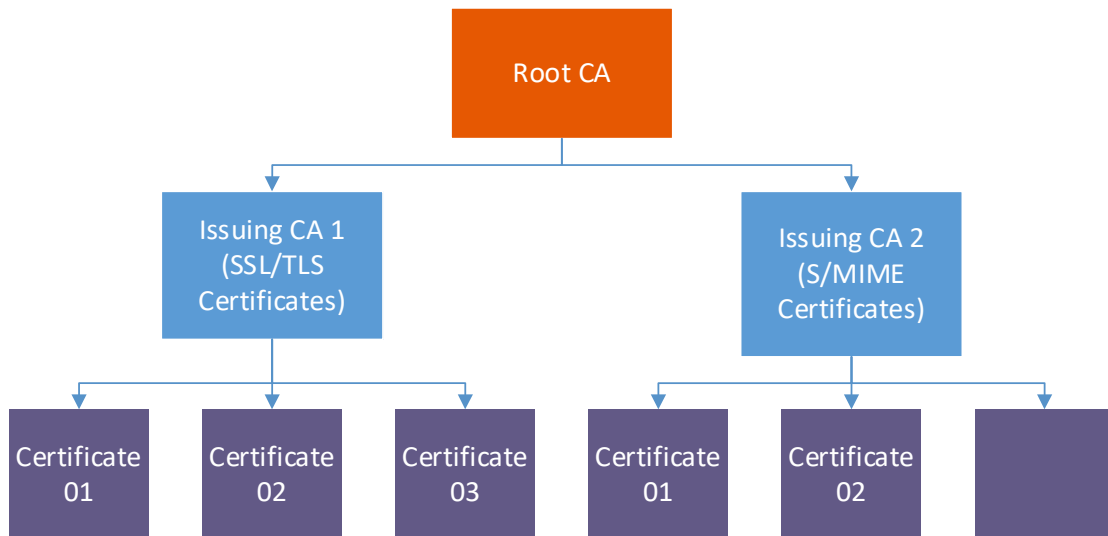 Root CA
Issuing CA 1
(SSL/TLS
Certificates)
Issuing CA 2
(S/MIME
Certificates)
Certificate
01
Certificate
02
Certificate
03
Certificate
01
Certificate
02